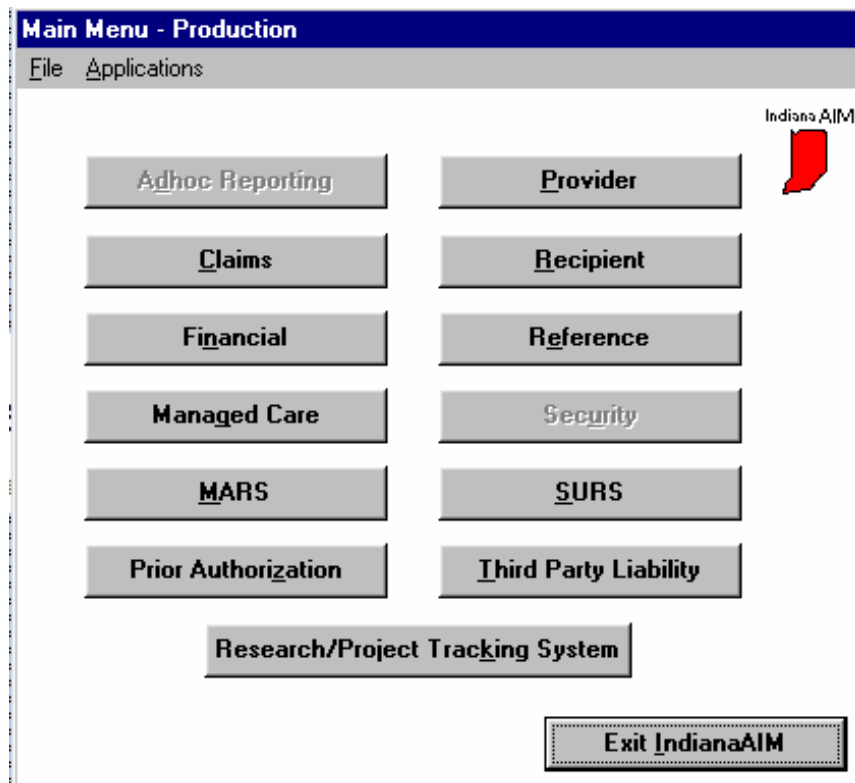 Main Menu - Production
File Applications
Indiana AIM
Adhoc Reporting Provider
Claims Recipient
Financial Reference
Managed Care Security
MARS SURS
Prior Authorization Third Party Liability
Research/Project Tracking System
Exit IndianaAIM